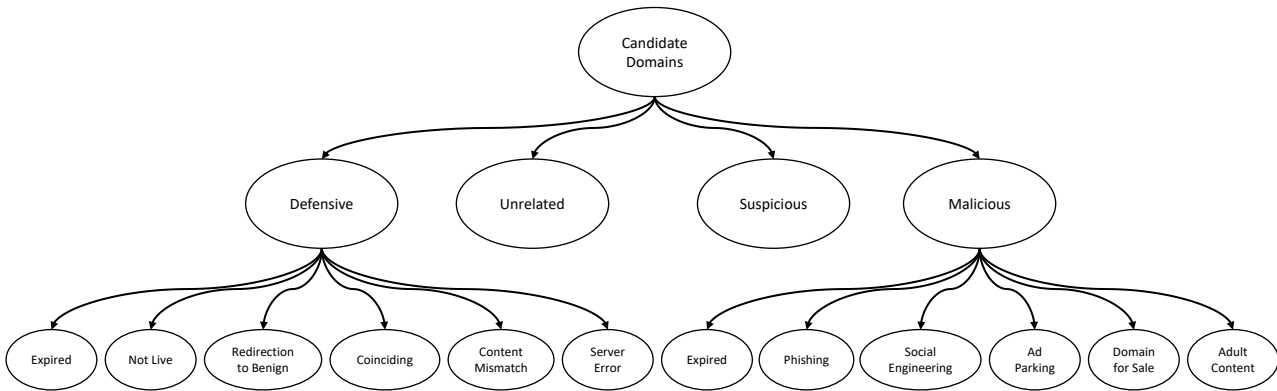 Candidate
Domains
Defensive
Unrelated
Suspicious
Malicious
Expired
Not Live
Redirection
to Benign
Coinciding
Content
Mismatch
Server
Error
Expired
Phishing
Social
Engineering
Ad
Parking
Domain
for Sale
Adult
Content